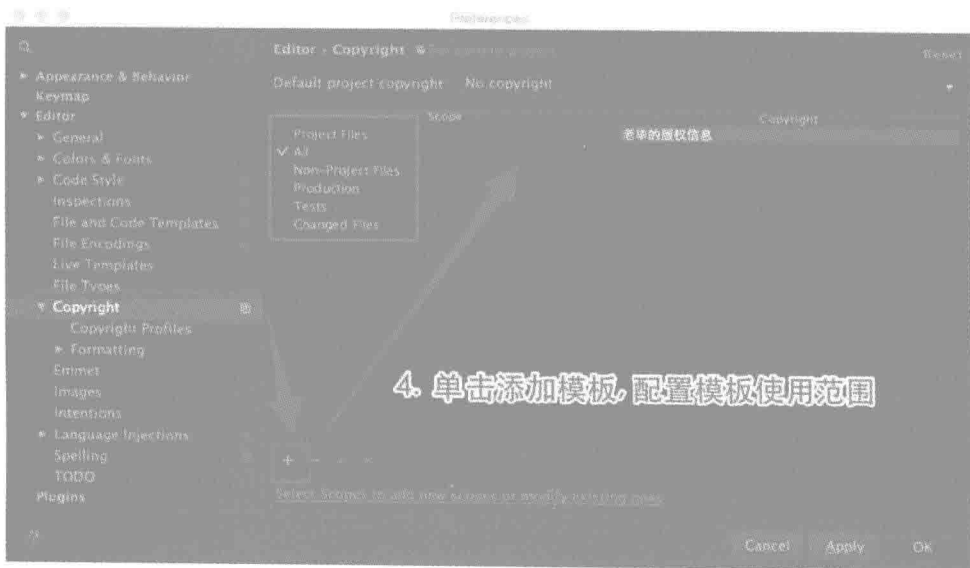 Preferences
Editor › Copyright
For current project
Reset
Appearance & Behavior
Keymap
Editor
General
Colors & Fonts
Code Style
Inspections
File and Code Templates
File Encodings
Live Templates
File Types
Copyright
Copyright Profiles
Formatting
Emmet
Images
Intentions
Language Injections
Spelling
TODO
Plugins
Default project copyright No copyright
Scope Copyright
老毕的版权信息
Project Files
All
Non-Project Files
Production
Tests
Changed Files
4. 单击添加模板,配置模板使用范围
+
Select Scopes to add new scopes or modify existing ones
Cancel Apply OK